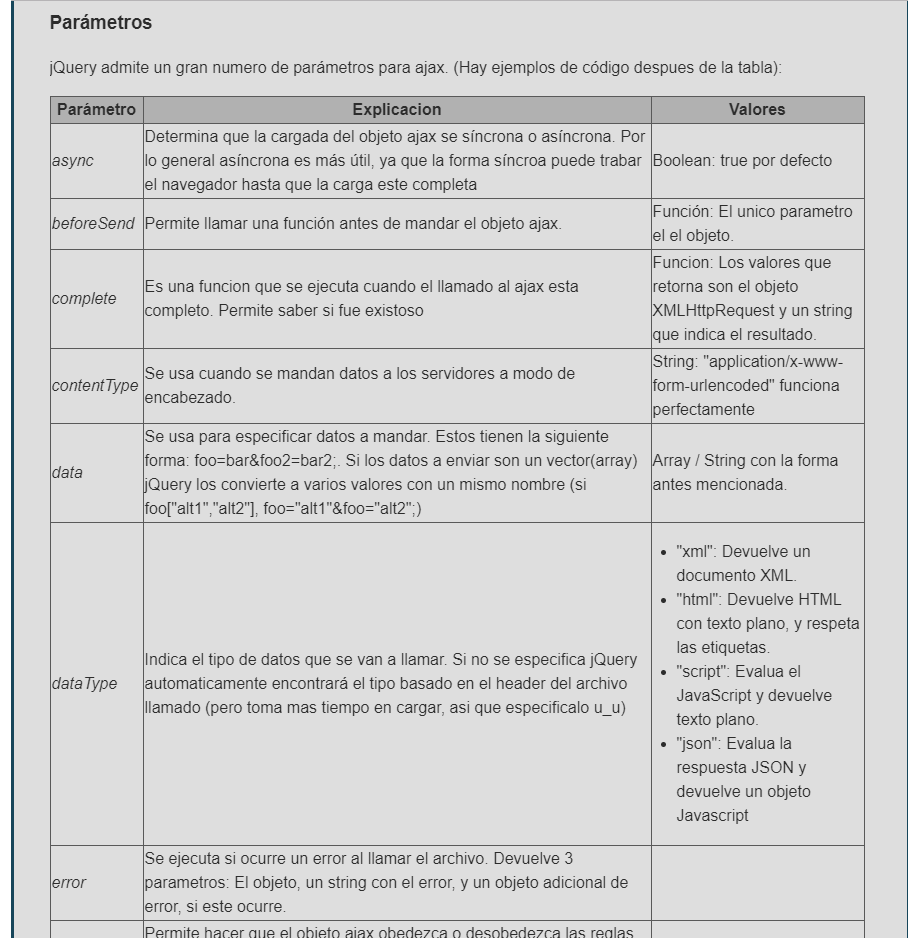 Parámetros
jQuery admite un gran numero de parámetros para ajax. (Hay ejemplos de código despues de la tabla):
Parámetro Explicacion Valores
async
Determina que la cargada del objeto ajax se síncrona o asíncrona. Por
lo general asíncrona es más útil, ya que la forma síncroa puede trabar
el navegador hasta que la carga este completa
Boolean: true por defecto
beforeSend
Permite llamar una función antes de mandar el objeto ajax.
Función: El unico parametro
el el objeto.
complete
Es una funcion que se ejecuta cuando el llamado al ajax esta
completo. Permite saber si fue existoso
Funcion: Los valores que
retorna son el objeto
XMLHttpRequest y un string
que indica el resultado.
contentType
Se usa cuando se mandan datos a los servidores a modo de
encabezado.
String: "application/x-www-
form-urlencoded" funciona
perfectamente
data
Se usa para especificar datos a mandar. Estos tienen la siguiente
forma: foo=bar&foo2=bar2;. Si los datos a enviar son un vector(array)
jQuery los convierte a varios valores con un mismo nombre (si
foo["alt1","alt2"], foo="alt1"&foo="alt2";)
Array / String con la forma
antes mencionada.
dataType
Indica el tipo de datos que se van a llamar. Si no se especifica jQuery
automaticamente encontrará el tipo basado en el header del archivo
llamado (pero toma mas tiempo en cargar, asi que especificalo u_u)
• "xml": Devuelve un
documento XML.
• "html": Devuelve HTML
con texto plano, y respeta
las etiquetas.
• "script": Evalua el
JavaScript y devuelve
texto plano.
• "json": Evalua la
respuesta JSON y
devuelve un objeto
Javascript
error
Se ejecuta si ocurre un error al llamar el archivo. Devuelve 3
parametros: El objeto, un string con el error, y un objeto adicional de
error, si este ocurre.
Permite hacer que el objeto ajax obedezca o desobedezca las reglas